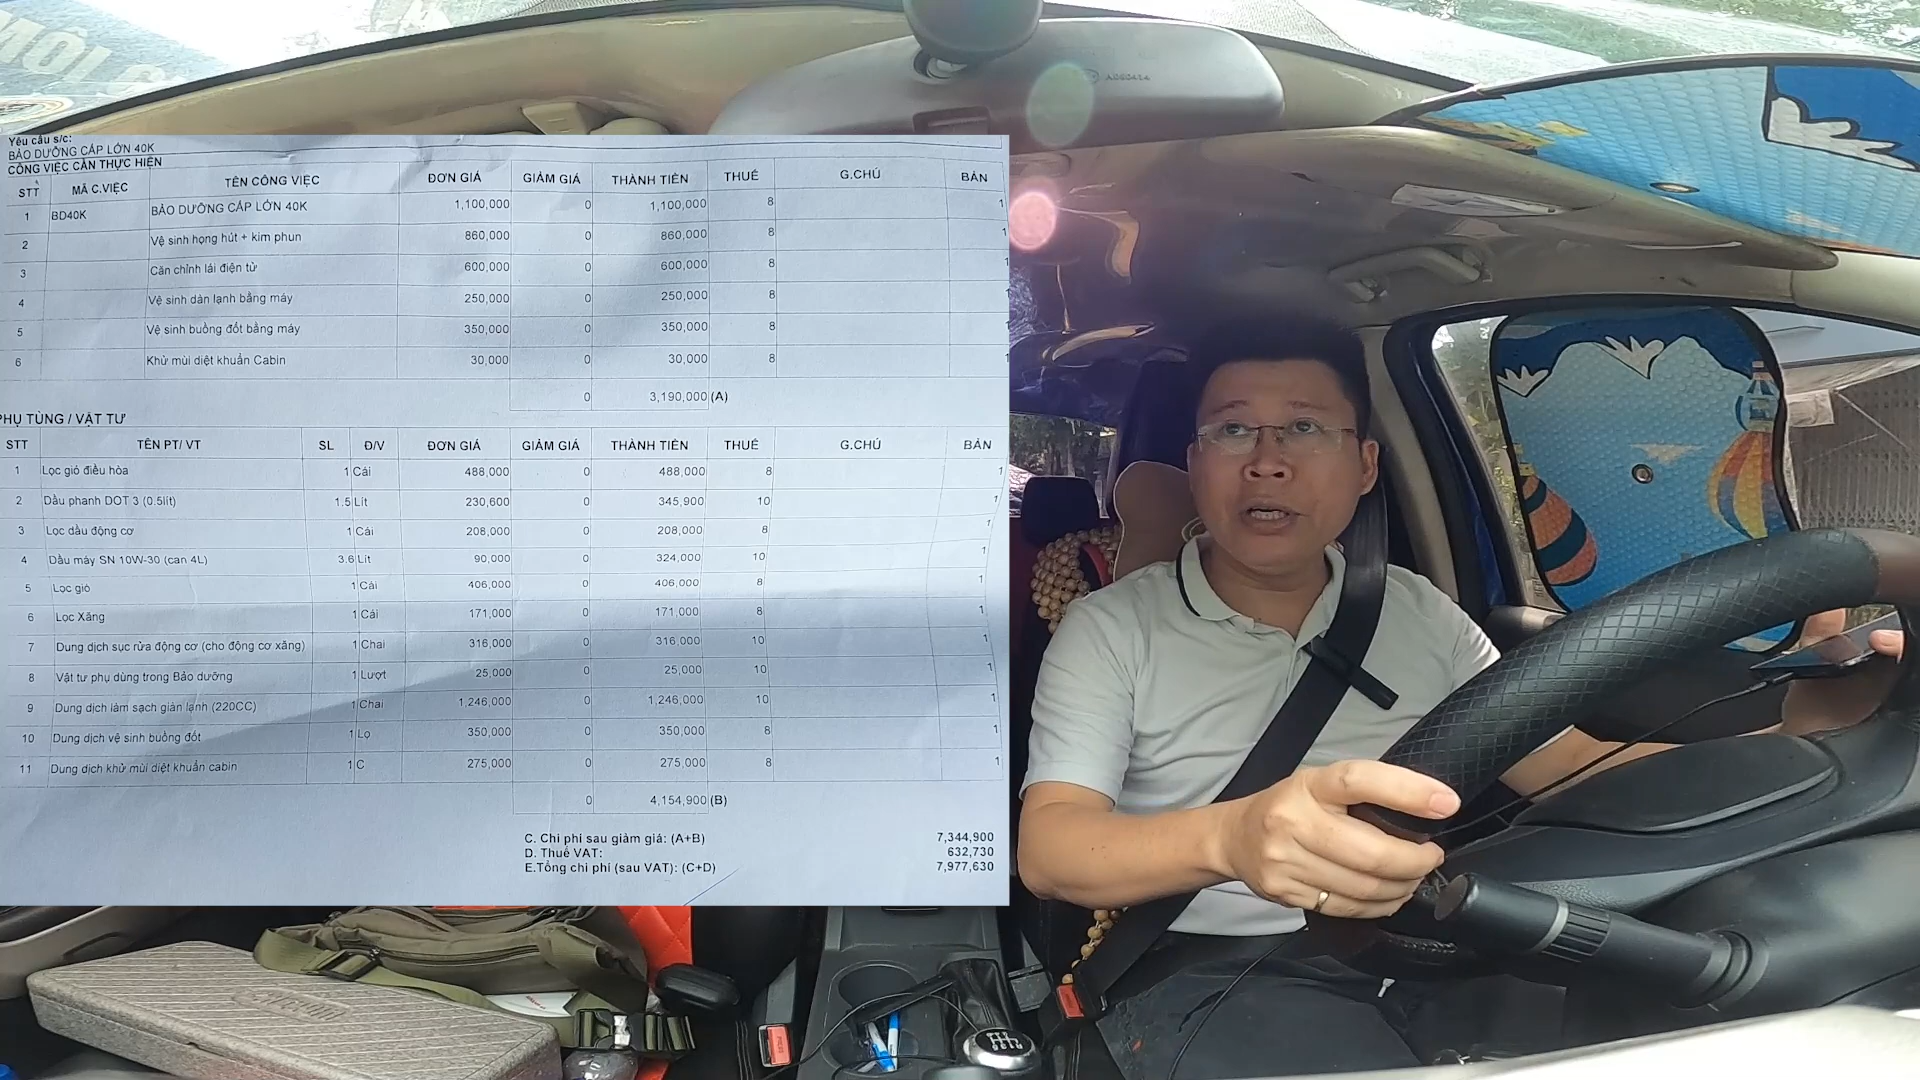 MÔI
A060414
Yêu cầu s/c:
BẢO DƯỠNG CẤP LỚN 40K
CÔNG VIỆC CẦN THỰC HIỆN
STT MÃ C.VIỆC TÊN CÔNG VIỆC ĐƠN GIÁ GIẢM GIÁ THÀNH TIỀN THUẾ G.CHÚ BẢN
1 BD40K BẢO DƯỠNG CẤP LỚN 40K 1,100,000 0 1,100,000 8 1
2 Vệ sinh họng hút + kim phun 860,000 0 860,000 8 1
3 Cân chỉnh lái điện tử 600,000 0 600,000 8 1
4 Vệ sinh dàn lạnh bằng máy 250,000 0 250,000 8 1
5 Vệ sinh buồng đốt bằng máy 350,000 0 350,000 8 1
6 Khử mùi diệt khuẩn Cabin 30,000 0 30,000 8 1
0 3,190,000 (A)
PHỤ TÙNG / VẬT TƯ
STT TÊN PT/ VT SL Đ/V ĐƠN GIÁ GIẢM GIÁ THÀNH TIỀN THUẾ G.CHÚ BẢN
1 Lọc gió điều hòa 1 Cái 488,000 0 488,000 8 1
2 Dầu phanh DOT 3 (0.5lít) 1.5 Lít 230,600 0 345,900 10 1
3 Lọc dầu động cơ 1 Cái 208,000 0 208,000 8 1
4 Dầu máy SN 10W-30 (can 4L) 3.6 Lít 90,000 0 324,000 10 1
5 Lọc gió 1 Cái 406,000 0 406,000 8 1
6 Lọc Xăng 1 Cái 171,000 0 171,000 8 1
7 Dung dịch sục rửa động cơ (cho động cơ xăng) 1 Chai 316,000 0 316,000 10 1
8 Vật tư phụ dùng trong Bảo dưỡng 1 Lượt 25,000 0 25,000 10 1
9 Dung dịch làm sạch giàn lạnh (220CC) 1 Chai 1,246,000 0 1,246,000 10 1
10 Dung dịch vệ sinh buồng đốt 1 Lọ 350,000 0 350,000 8 1
11 Dung dịch khử mùi diệt khuẩn cabin 1 C 275,000 0 275,000 8 1
0 4,154,900 (B)
C. Chi phí sau giảm giá: (A+B) 7,344,900
D. Thuế VAT: 632,730
E.Tổng chi phí (sau VAT): (C+D) 7,977,630